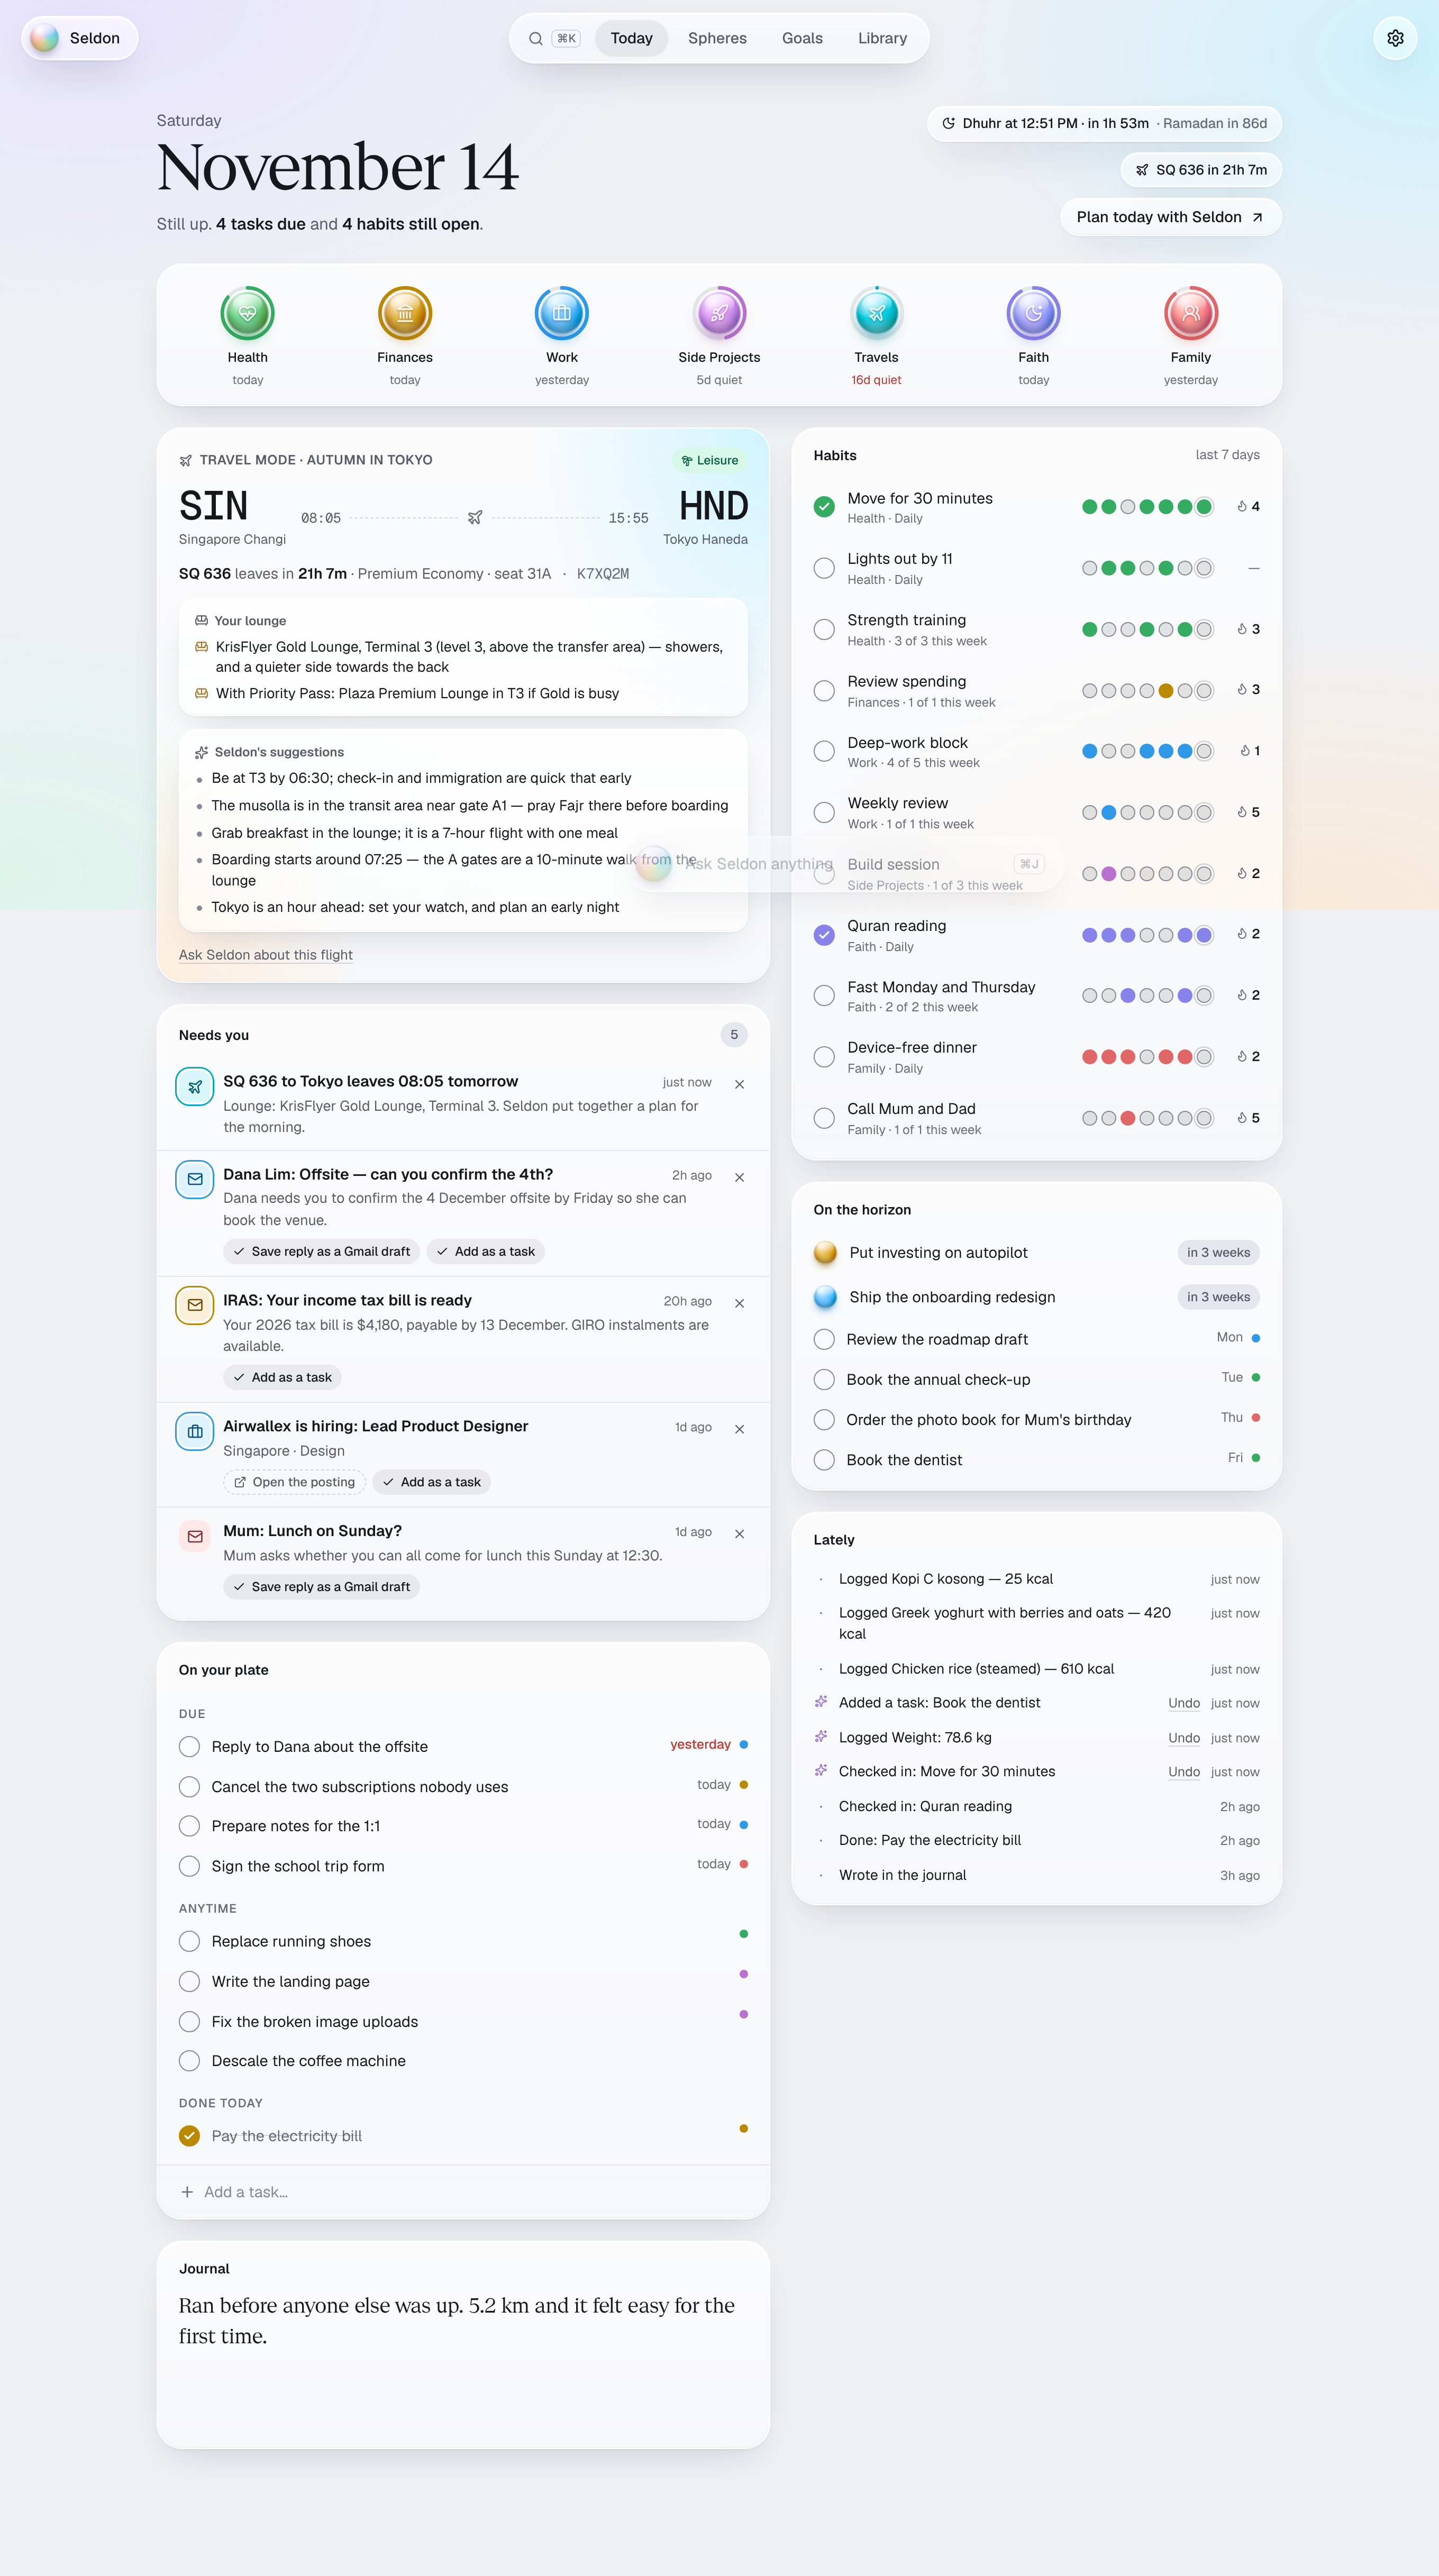 Seldon
⌘K
Today
Spheres
Goals
Library
Saturday
November 14
Still up. 4 tasks due and 4 habits still open.
Dhuhr at 12:51 PM · in 1h 53m · Ramadan in 86d
SQ 636 in 21h 7m
Plan today with Seldon
Health
today
Finances
today
Work
yesterday
Side Projects
5d quiet
Travels
16d quiet
Faith
today
Family
yesterday
TRAVEL MODE · AUTUMN IN TOKYO
Leisure
SIN
08:05
15:55
HND
Singapore Changi
Tokyo Haneda
SQ 636 leaves in 21h 7m · Premium Economy · seat 31A · K7XQ2M
Your lounge
KrisFlyer Gold Lounge, Terminal 3 (level 3, above the transfer area) — showers,
and a quieter side towards the back
With Priority Pass: Plaza Premium Lounge in T3 if Gold is busy
Seldon's suggestions
Be at T3 by 06:30; check-in and immigration are quick that early
The musolla is in the transit area near gate A1 — pray Fajr there before boarding
Grab breakfast in the lounge; it is a 7-hour flight with one meal
Boarding starts around 07:25 — the A gates are a 10-minute walk from the
lounge
Tokyo is an hour ahead: set your watch, and plan an early night
Ask Seldon about this flight
Ask Seldon anything
⌘J
Needs you
5
SQ 636 to Tokyo leaves 08:05 tomorrow
just now
Lounge: KrisFlyer Gold Lounge, Terminal 3. Seldon put together a plan for
the morning.
Dana Lim: Offsite — can you confirm the 4th?
2h ago
Dana needs you to confirm the 4 December offsite by Friday so she can
book the venue.
Save reply as a Gmail draft
Add as a task
IRAS: Your income tax bill is ready
20h ago
Your 2026 tax bill is $4,180, payable by 13 December. GIRO instalments are
available.
Add as a task
Airwallex is hiring: Lead Product Designer
1d ago
Singapore · Design
Open the posting
Add as a task
Mum: Lunch on Sunday?
1d ago
Mum asks whether you can all come for lunch this Sunday at 12:30.
Save reply as a Gmail draft
On your plate
DUE
Reply to Dana about the offsite
yesterday
Cancel the two subscriptions nobody uses
today
Prepare notes for the 1:1
today
Sign the school trip form
today
ANYTIME
Replace running shoes
Write the landing page
Fix the broken image uploads
Descale the coffee machine
DONE TODAY
Pay the electricity bill
Add a task...
Journal
Ran before anyone else was up. 5.2 km and it felt easy for the
first time.
Habits
last 7 days
Move for 30 minutes
Health · Daily
4
Lights out by 11
Health · Daily
—
Strength training
Health · 3 of 3 this week
3
Review spending
Finances · 1 of 1 this week
3
Deep-work block
Work · 4 of 5 this week
1
Weekly review
Work · 1 of 1 this week
5
Build session
Side Projects · 1 of 3 this week
2
Quran reading
Faith · Daily
2
Fast Monday and Thursday
Faith · 2 of 2 this week
2
Device-free dinner
Family · Daily
2
Call Mum and Dad
Family · 1 of 1 this week
5
On the horizon
Put investing on autopilot
in 3 weeks
Ship the onboarding redesign
in 3 weeks
Review the roadmap draft
Mon
Book the annual check-up
Tue
Order the photo book for Mum's birthday
Thu
Book the dentist
Fri
Lately
Logged Kopi C kosong — 25 kcal
just now
Logged Greek yoghurt with berries and oats — 420
kcal
just now
Logged Chicken rice (steamed) — 610 kcal
just now
Added a task: Book the dentist
Undo just now
Logged Weight: 78.6 kg
Undo just now
Checked in: Move for 30 minutes
Undo just now
Checked in: Quran reading
2h ago
Done: Pay the electricity bill
2h ago
Wrote in the journal
3h ago